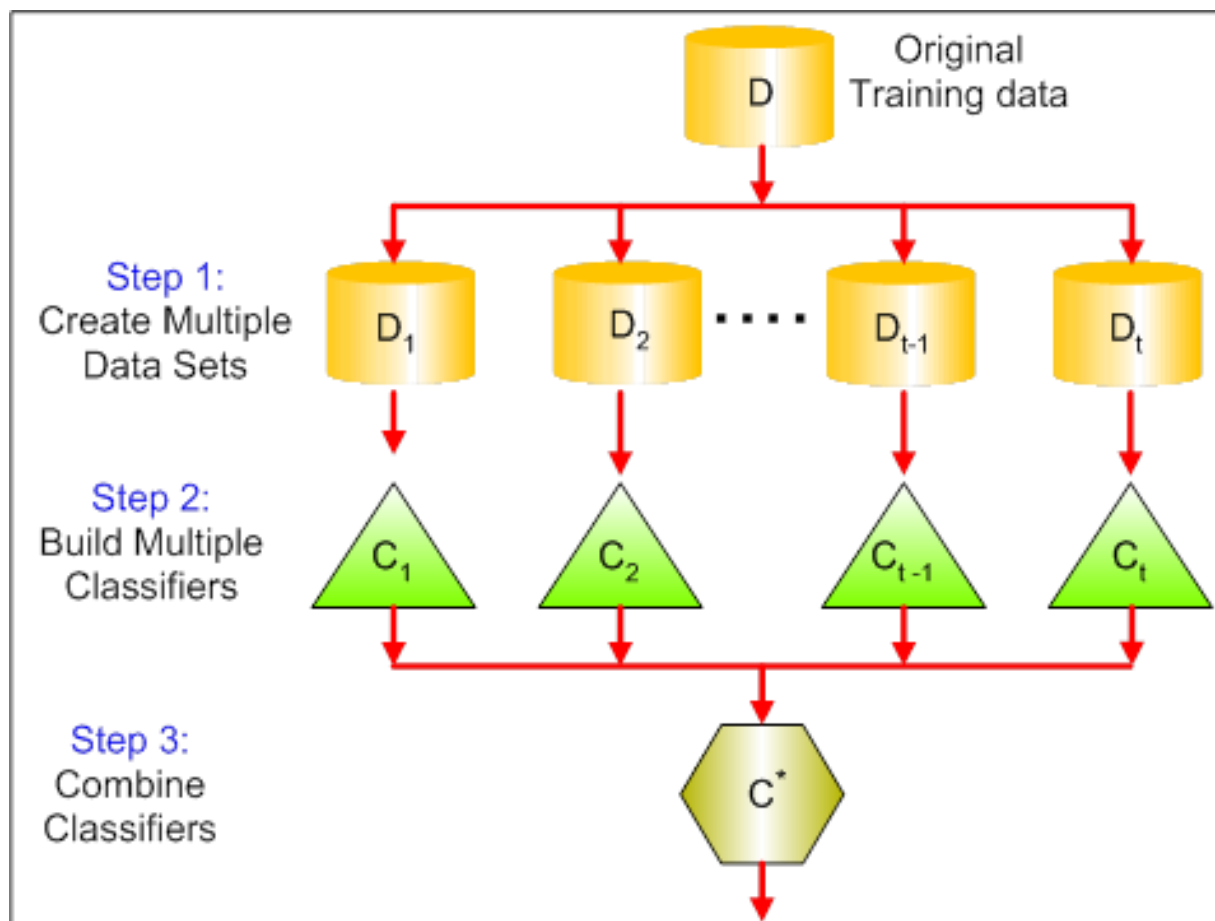 Original
Training data
D
Step 1:
Create Multiple
Data Sets
D₁
D₂
....
Dₜ₋₁
Dₜ
Step 2:
Build Multiple
Classifiers
C₁
C₂
Cₜ₋₁
Cₜ
Step 3:
Combine
Classifiers
C*